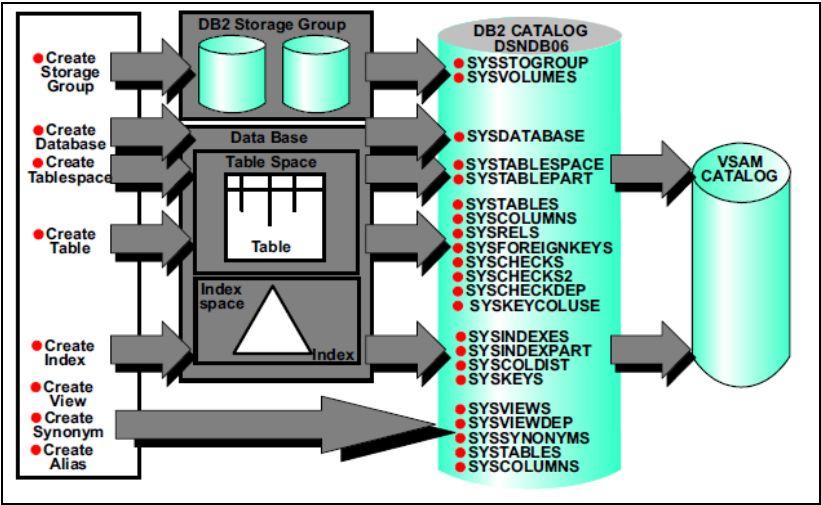 Create
Storage
Group
Create
Database
Create
Tablespace
Create
Table
Create
Index
Create
View
Create
Synonym
Create
Alias
DB2 Storage Group
Data Base
Table Space
Table
Index
space
Index
DB2 CATALOG
DSNDB06
SYSSTOGROUP
SYSVOLUMES
SYSDATABASE
SYSTABLESPACE
SYSTABLEPART
SYSTABLES
SYSCOLUMNS
SYSRELS
SYSFOREIGNKEYS
SYSCHECKS
SYSCHECKS2
SYSCHECKDEP
SYSKEYCOLUSE
SYSINDEXES
SYSINDEXPART
SYSCOLDIST
SYSKEYS
SYSVIEWS
SYSVIEWDEP
SYSSYNONYMS
SYSTABLES
SYSCOLUMNS
VSAM
CATALOG